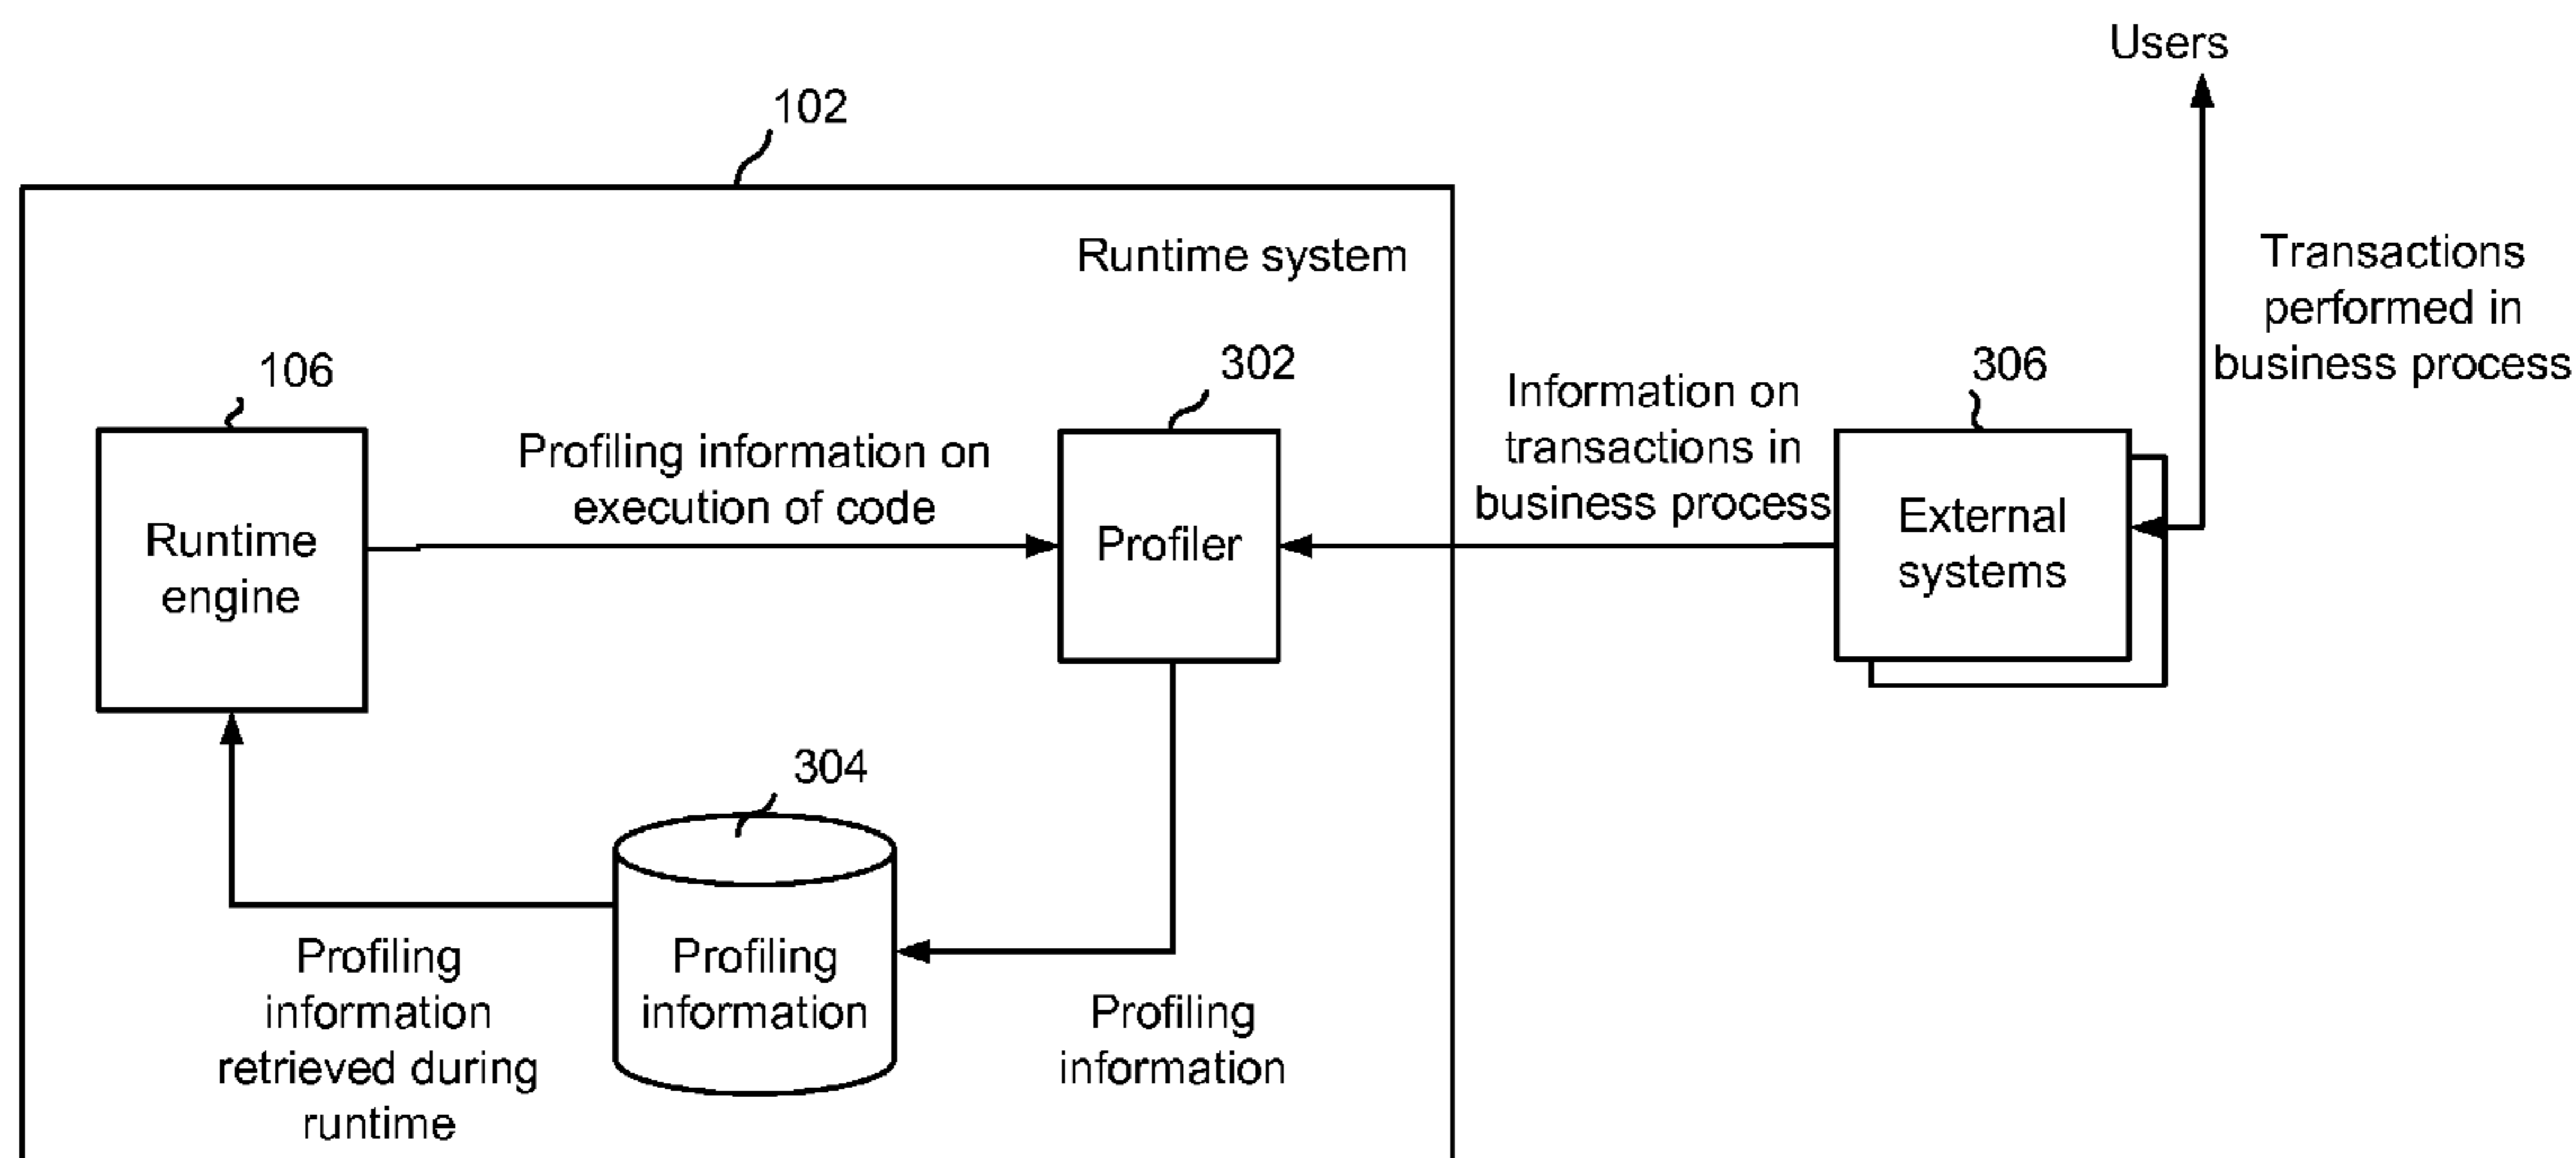 Users
102
Transactions
performed in
business process
Runtime system
106
302
306
Information on
transactions in
business process
Profiling information on
execution of code
Runtime
engine
Profiler
External
systems
304
Profiling
information
retrieved during
runtime
Profiling
information
Profiling
information